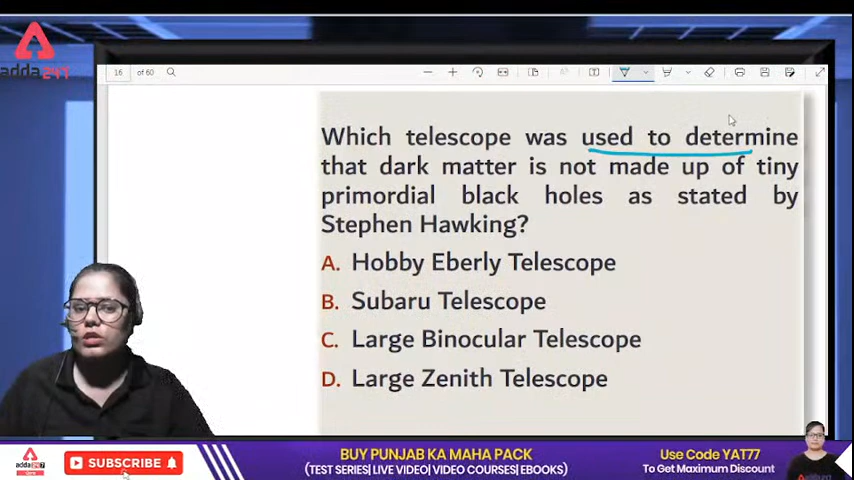 adda247
16 of 60
Which telescope was used to determine
that dark matter is not made up of tiny
primordial black holes as stated by
Stephen Hawking?
A. Hobby Eberly Telescope
B. Subaru Telescope
C. Large Binocular Telescope
D. Large Zenith Telescope
SUBSCRIBE
BUY PUNJAB KA MAHA PACK
(TEST SERIES| LIVE VIDEO| VIDEO COURSES| EBOOKS)
Use Code YAT77
To Get Maximum Discount